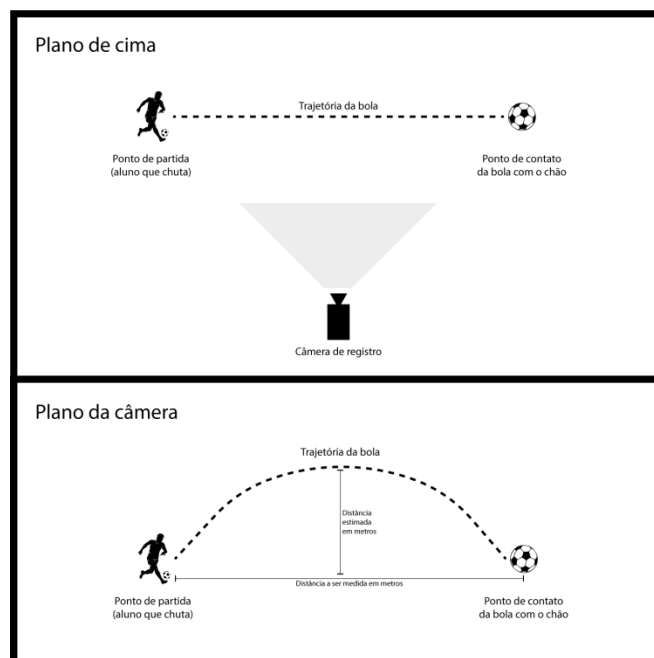 Plano de cima
Trajetória da bola
Ponto de partida
(aluno que chuta)
Ponto de contato
da bola com o chão
Câmera de registro
Plano da câmera
Trajetória da bola
Distância
estimada
em metros
Distância a ser medida em metros
Ponto de partida
(aluno que chuta)
Ponto de contato
da bola com o chão